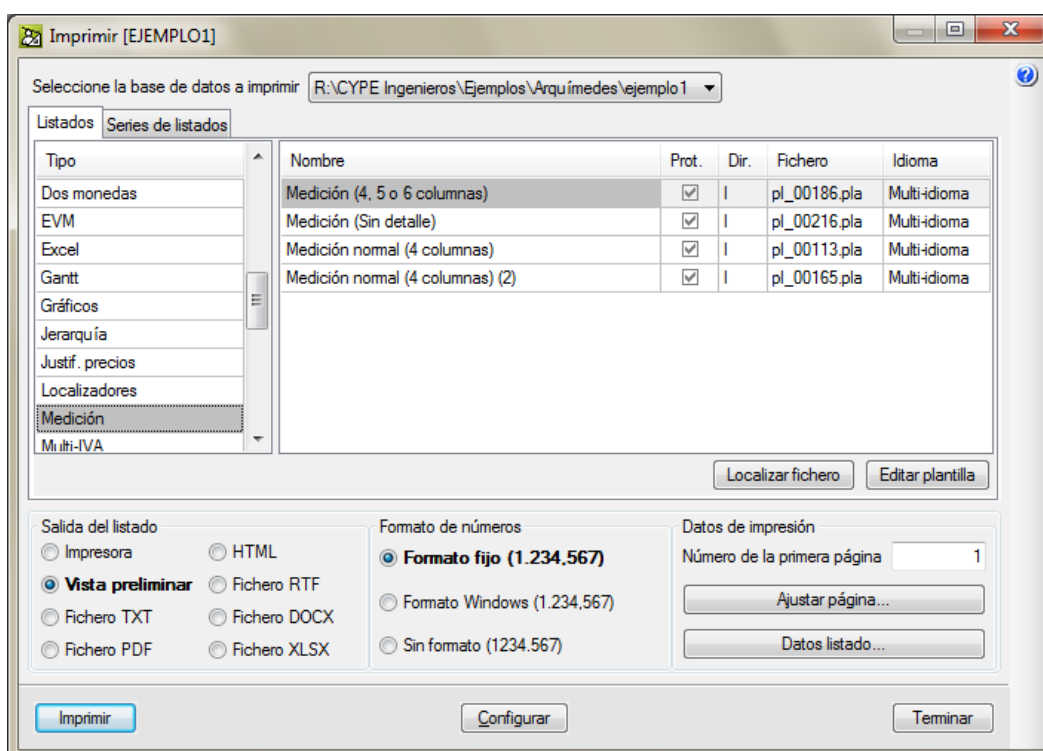 Imprimir [EJEMPLO1]
Seleccione la base de datos a imprimir R:\CYPE Ingenieros\Ejemplos\Arquímedes\ejemplo1
Listados Series de listados
Tipo Nombre Prot. Dir. Fichero Idioma
Dos monedas Medición (4, 5 o 6 columnas) I pl_00186.pla Multi-idioma
EVM Medición (Sin detalle) I pl_00216.pla Multi-idioma
Excel Medición normal (4 columnas) I pl_00113.pla Multi-idioma
Gantt Medición normal (4 columnas) (2) I pl_00165.pla Multi-idioma
Gráficos
Jerarquía
Justif. precios
Localizadores
Medición
Multi-IVA
Localizar fichero Editar plantilla
Salida del listado Formato de números Datos de impresión
Impresora HTML Formato fijo (1.234,567) Número de la primera página 1
Vista preliminar Fichero RTF Formato Windows (1.234,567) Ajustar página...
Fichero TXT Fichero DOCX Sin formato (1234.567) Datos listado...
Fichero PDF Fichero XLSX
Imprimir Configurar Terminar